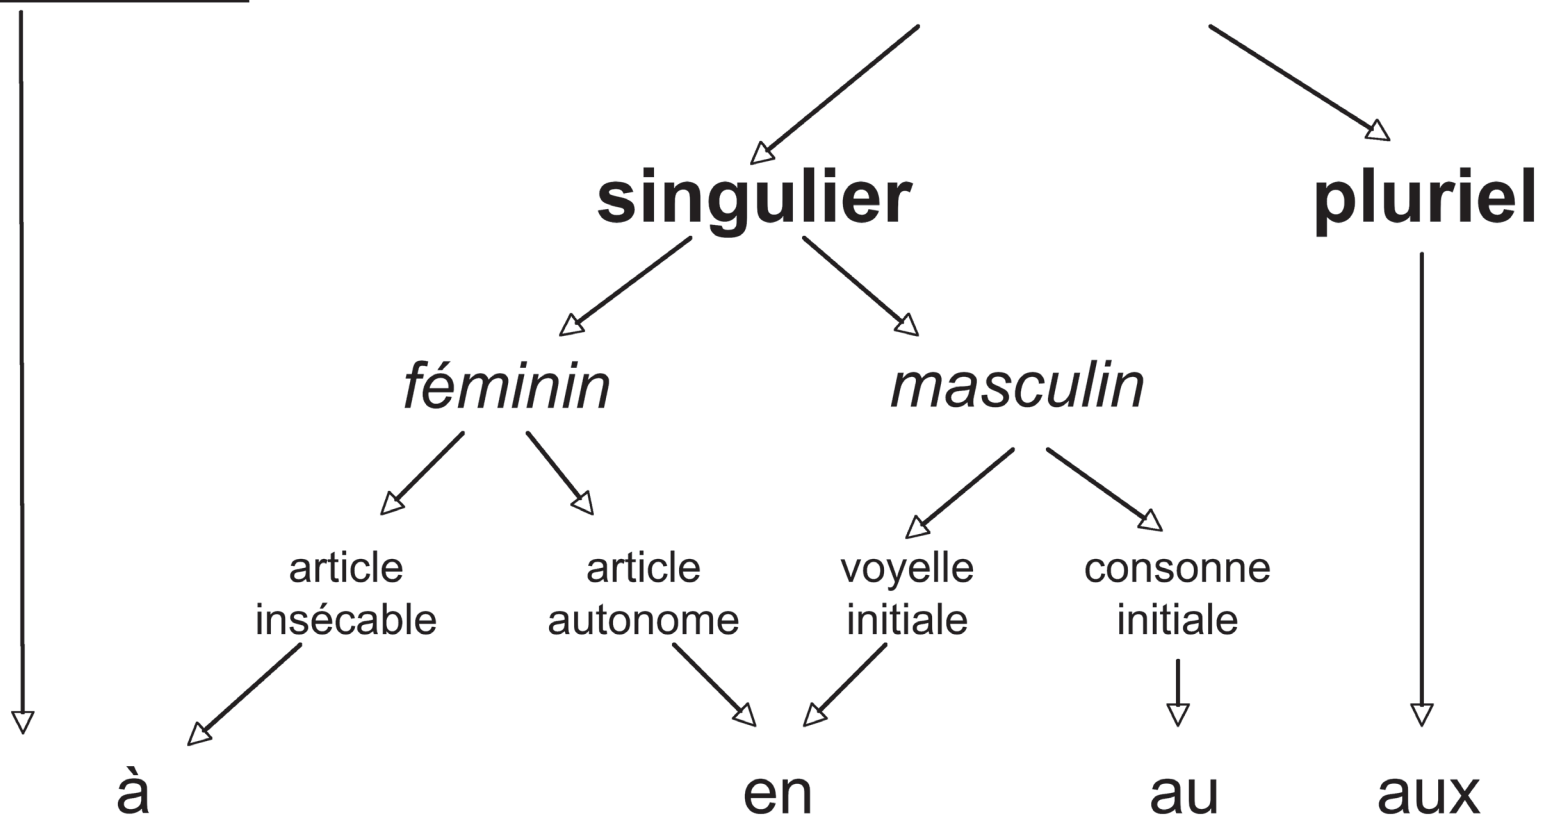 singulier
pluriel
féminin
masculin
article
insécable
article
autonome
voyelle
initiale
consonne
initiale
à
en
au
aux